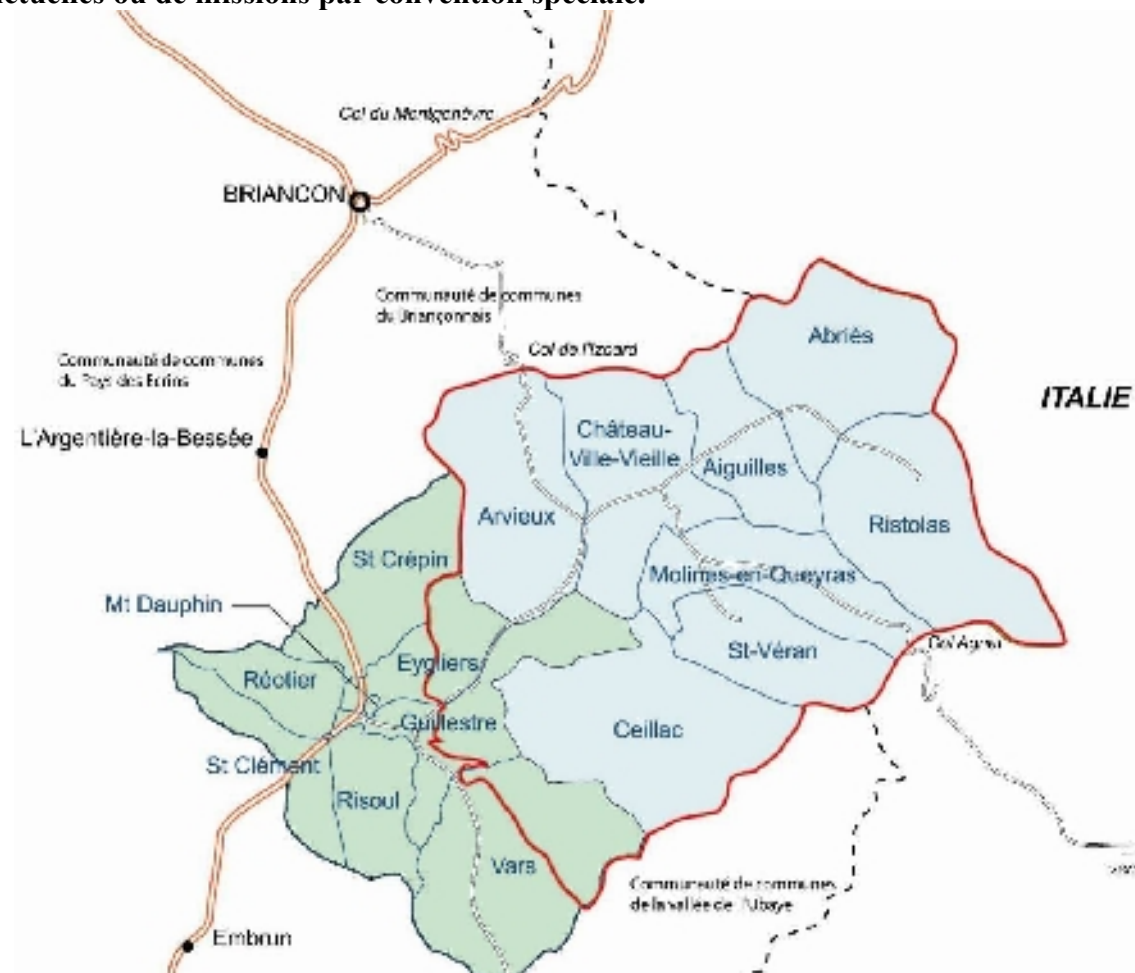 ou de missions par convention spéciale.
Col du Montgenèvre
BRIANCON
Communauté de communes
du Briançonnais
Col de l'Izoard
Abriès
Communauté de communes
du Pays des Ecrins
ITALIE
L'Argentière-la-Bessée
Château-
Ville-Vieille
Aiguilles
Arvieux
Ristolas
St Crépin
Molines-en-Queyras
Mt Dauphin
St-Véran
Col Agnel
Eygliers
Réotier
Guillestre
Ceillac
St Clément
Risoul
Vars
Communauté de communes
de la vallée de l'Ubaye
Embrun